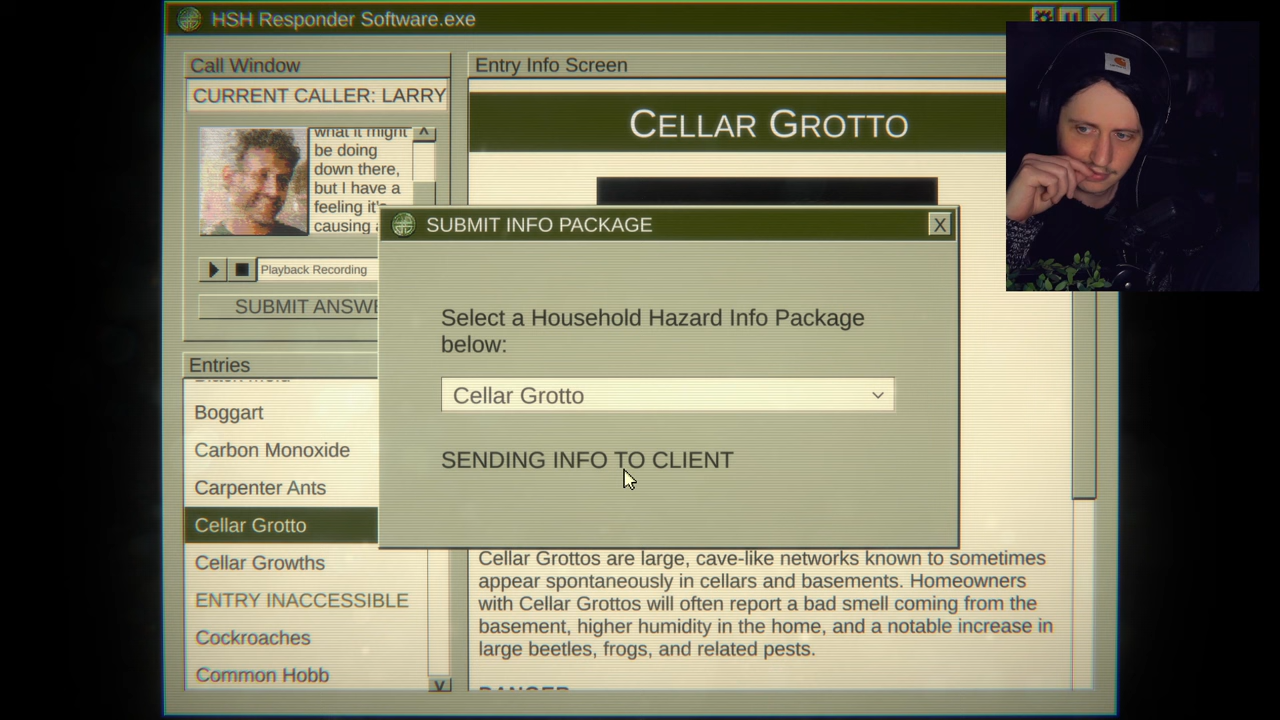 HSH Responder Software.exe
Call Window
CURRENT CALLER: LARRY
what it might
be doing
down there,
but I have a
feeling it's
causing
Playback Recording
SUBMIT ANSWE
Entries
Boggart
Carbon Monoxide
Carpenter Ants
Cellar Grotto
Cellar Growths
ENTRY INACCESSIBLE
Cockroaches
Common Hobb
Entry Info Screen
CELLAR GROTTO
SUBMIT INFO PACKAGE
X
Select a Household Hazard Info Package
below:
Cellar Grotto
SENDING INFO TO CLIENT
Cellar Grottos are large, cave-like networks known to sometimes
appear spontaneously in cellars and basements. Homeowners
with Cellar Grottos will often report a bad smell coming from the
basement, higher humidity in the home, and a notable increase in
large beetles, frogs, and related pests.